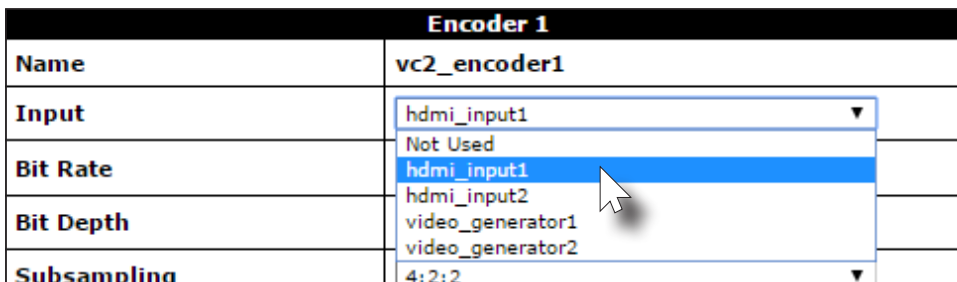 Encoder 1
Name vc2_encoder1
Input hdmi_input1
Not Used
Bit Rate hdmi_input1
hdmi_input2
Bit Depth video_generator1
video_generator2
Subsampling 4:2:2